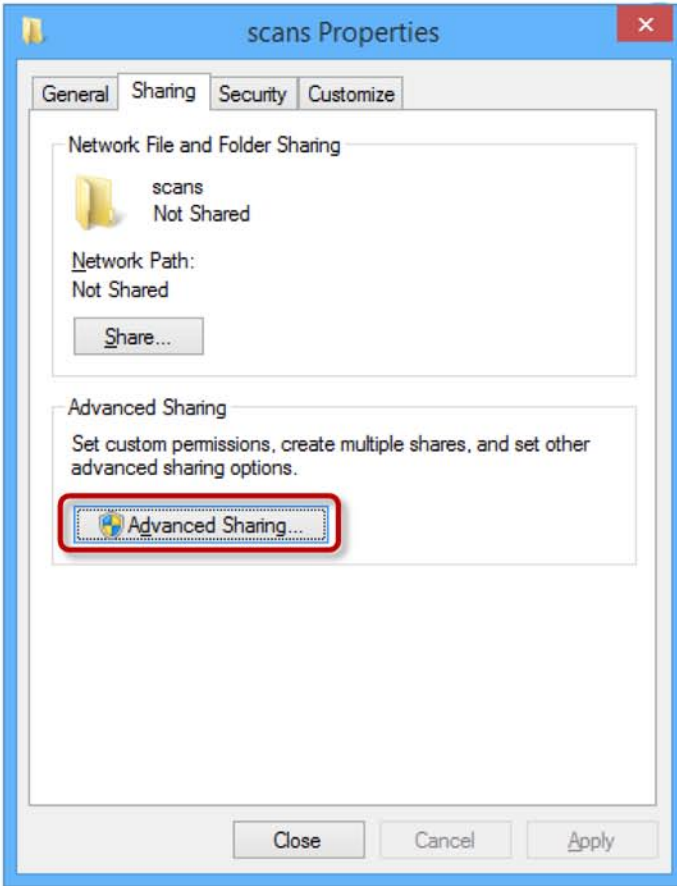 scans Properties
General Sharing Security Customize
Network File and Folder Sharing
scans
Not Shared
Network Path:
Not Shared
Share...
Advanced Sharing
Set custom permissions, create multiple shares, and set other
advanced sharing options.
Advanced Sharing...
Close Cancel Apply